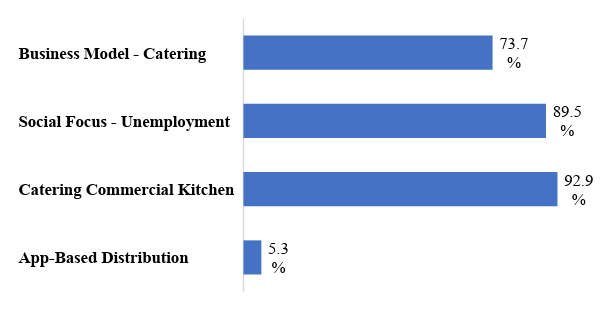 Business Model - Catering
73.7
%
Social Focus - Unemployment
89.5
%
Catering Commercial Kitchen
92.9
%
App-Based Distribution
5.3
%